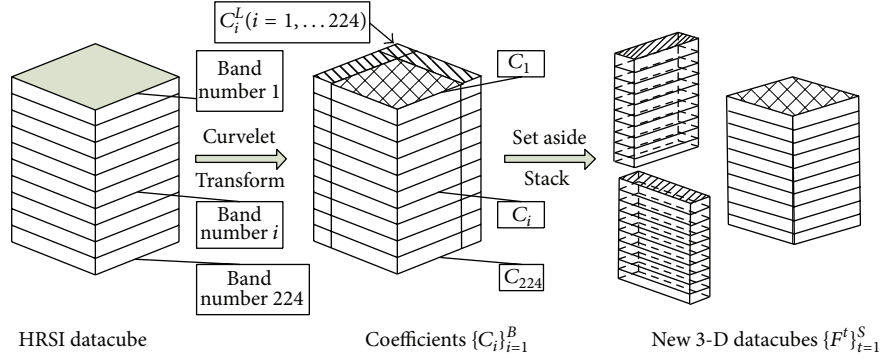 C_i^L (i = 1, … 224)
Band
number 1
C_1
Curvelet
Transform
Set aside
Stack
Band
number i
C_i
Band
number 224
C_224
HRSI datacube
Coefficients {C_i}_{i=1}^B
New 3-D datacubes {F^t}_{t=1}^S